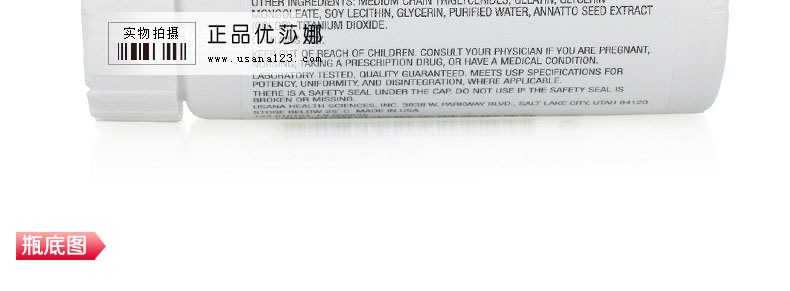 OTHER INGREDIENTS: MEDIUM CHAIN TRIGLYCERIDES, GELATIN, GLYCERIN
MONOOLEATE, SOY LECITHIN, GLYCERIN, PURIFIED WATER, ANNATTO SEED EXTRACT
TITANIUM DIOXIDE.
KEEP OUT OF REACH OF CHILDREN. CONSULT YOUR PHYSICIAN IF YOU ARE PREGNANT,
NURSING, TAKING A PRESCRIPTION DRUG, OR HAVE A MEDICAL CONDITION.
LABORATORY TESTED, QUALITY GUARANTEED. MEETS USP SPECIFICATIONS FOR
POTENCY, UNIFORMITY, AND DISINTEGRATION, WHERE APPLICABLE.
THERE IS A SAFETY SEAL UNDER THE CAP. DO NOT USE IF THE SAFETY SEAL IS
BROKEN OR MISSING.
USANA HEALTH SCIENCES, INC. 3838 W. PARKWAY BLVD., SALT LAKE CITY, UTAH 84120
STORE BELOW 25° C MADE IN USA
实物拍摄
正品优莎娜
www.usana123.com
瓶底图